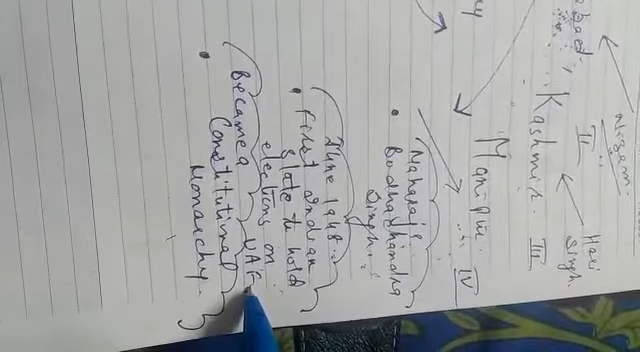 Nizam.
II
Hari
Singh.
Kashmir. III
Manipur. IV
Maharaja
Bodhachandra
Singh.
June 1948.
First Indian
State to hold
elections on
UAF
Became a
Constitutional
Monarchy.